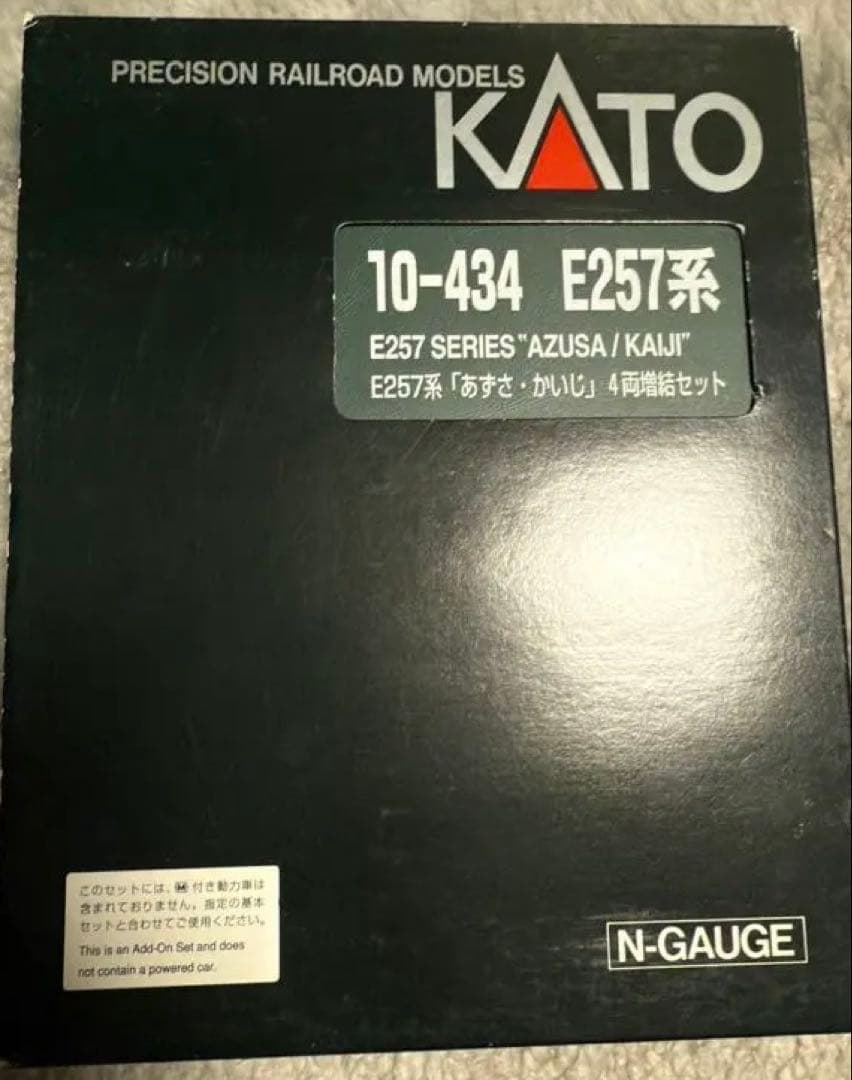 PRECISION RAILROAD MODELS
KATO
10-434 E257系
E257 SERIES "AZUSA / KAIJI"
E257系「あずさ・かいじ」4両増結セット
このセットには、M付き動力車は
含まれておりません。指定の基本
セットと合わせてご使用ください。
This is an Add-On Set and does
not contain a powered car.
N-GAUGE